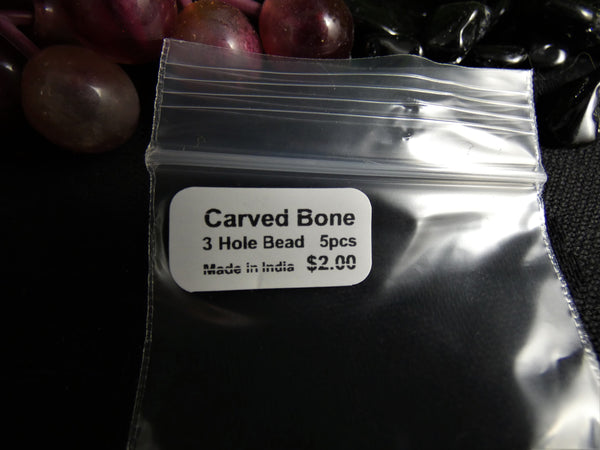 Carved Bone
3 Hole Bead 5pcs
Made in India $2.00